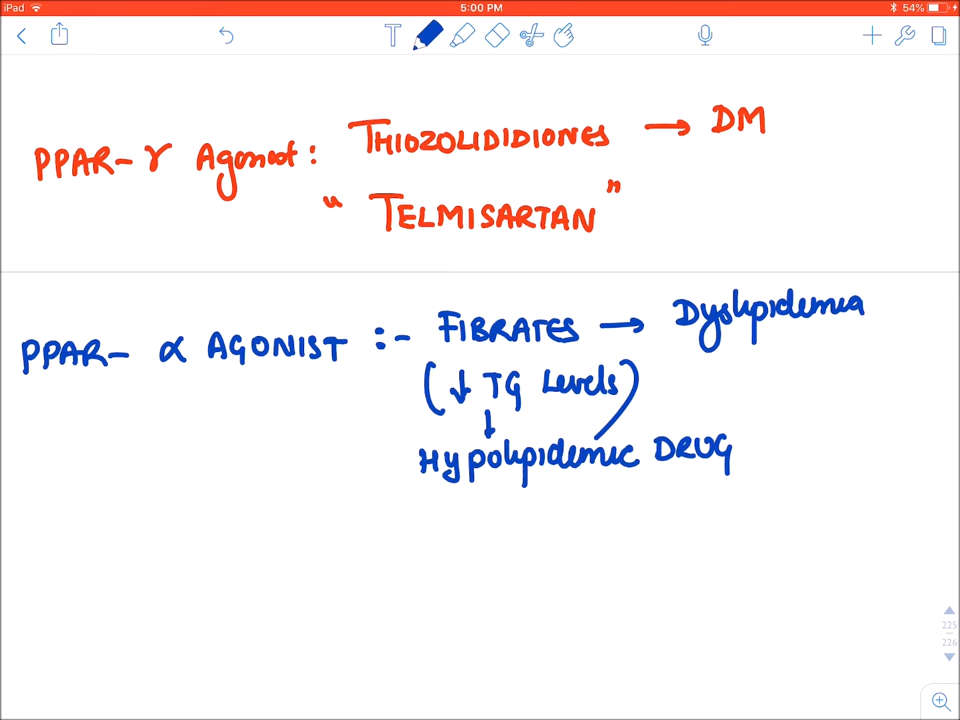 iPad 5:00 PM 54%
T
PPAR-γ Agonist: THIOZOLIDIDIONES → DM
" TELMISARTAN "
PPAR- α AGONIST :- FIBRATES → Dyslipidemia
(↓ TG Levels)
↓
Hypolipidemic DRUG
225
226